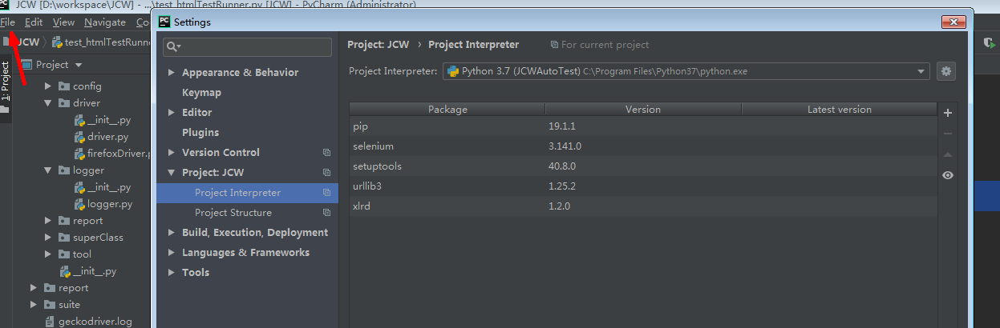 JCW [D:\workspace\JCW] - ...\test_htmlTestRunner.py [JCW] - PyCharm (Administrator)
File Edit View Navigate Co
JCW test_htmlTestRunn
1: Project
Project
config
driver
__init__.py
driver.py
firefoxDriver.p
logger
__init__.py
logger.py
report
superClass
tool
__init__.py
report
suite
geckodriver.log
PC Settings
Appearance & Behavior
Keymap
Editor
Plugins
Version Control
Project: JCW
Project Interpreter
Project Structure
Build, Execution, Deployment
Languages & Frameworks
Tools
Project: JCW › Project Interpreter For current project
Project Interpreter: Python 3.7 (JCWAutoTest) C:\Program Files\Python37\python.exe
Package Version Latest version
pip 19.1.1
selenium 3.141.0
setuptools 40.8.0
urllib3 1.25.2
xlrd 1.2.0